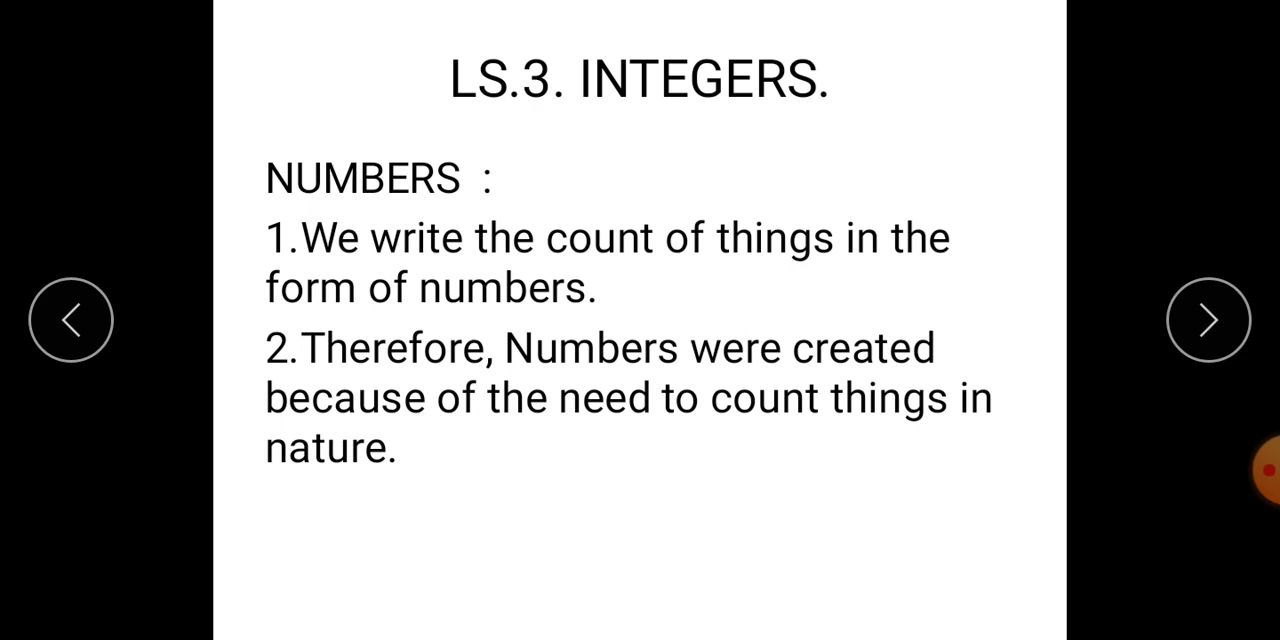 LS.3. INTEGERS.
NUMBERS :
1.We write the count of things in the
form of numbers.
2.Therefore, Numbers were created
because of the need to count things in
nature.